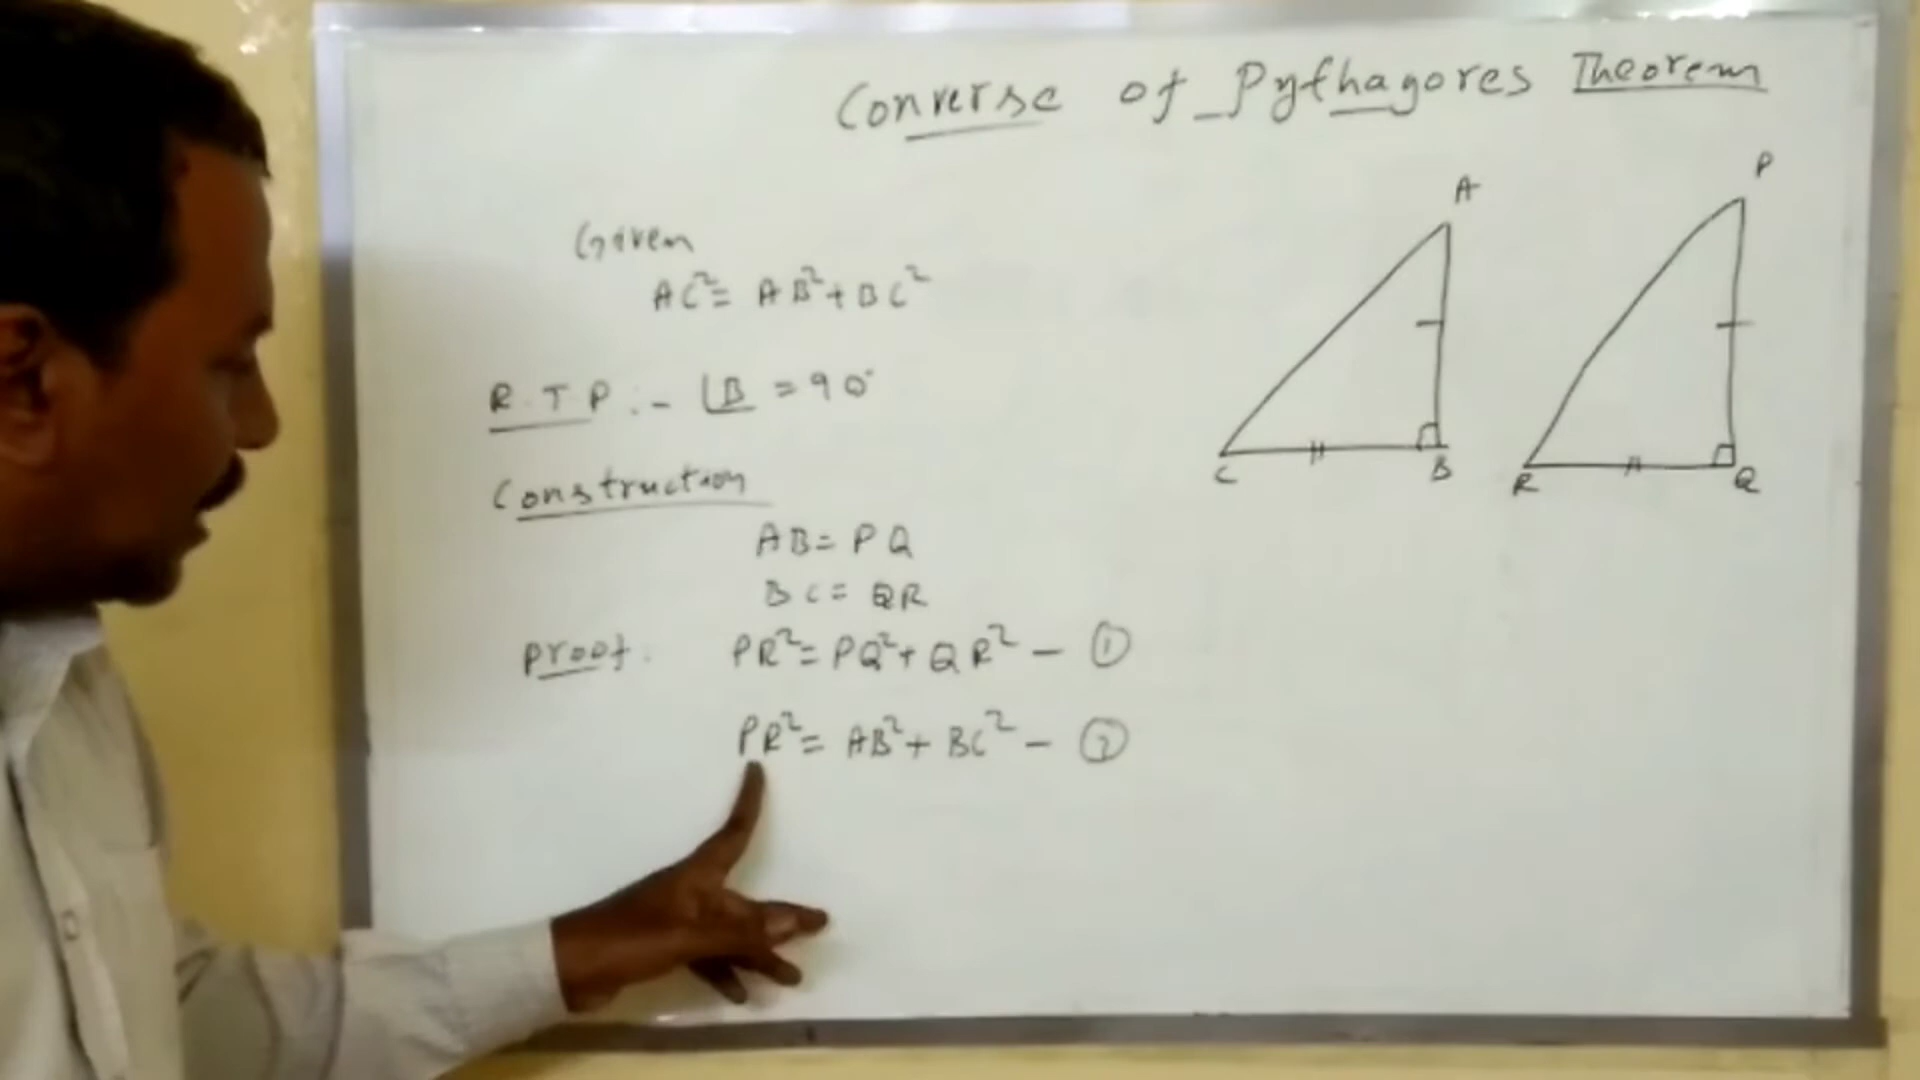 Converse of Pythagores Theorem
Given
AC²= AB²+BC²
R.T.P:- ∠B = 90°
Construction
AB= PQ
BC= QR
proof. PR²= PQ²+ QR² – ①
PR²= AB²+ BC² – ②
A
C
B
P
R
Q